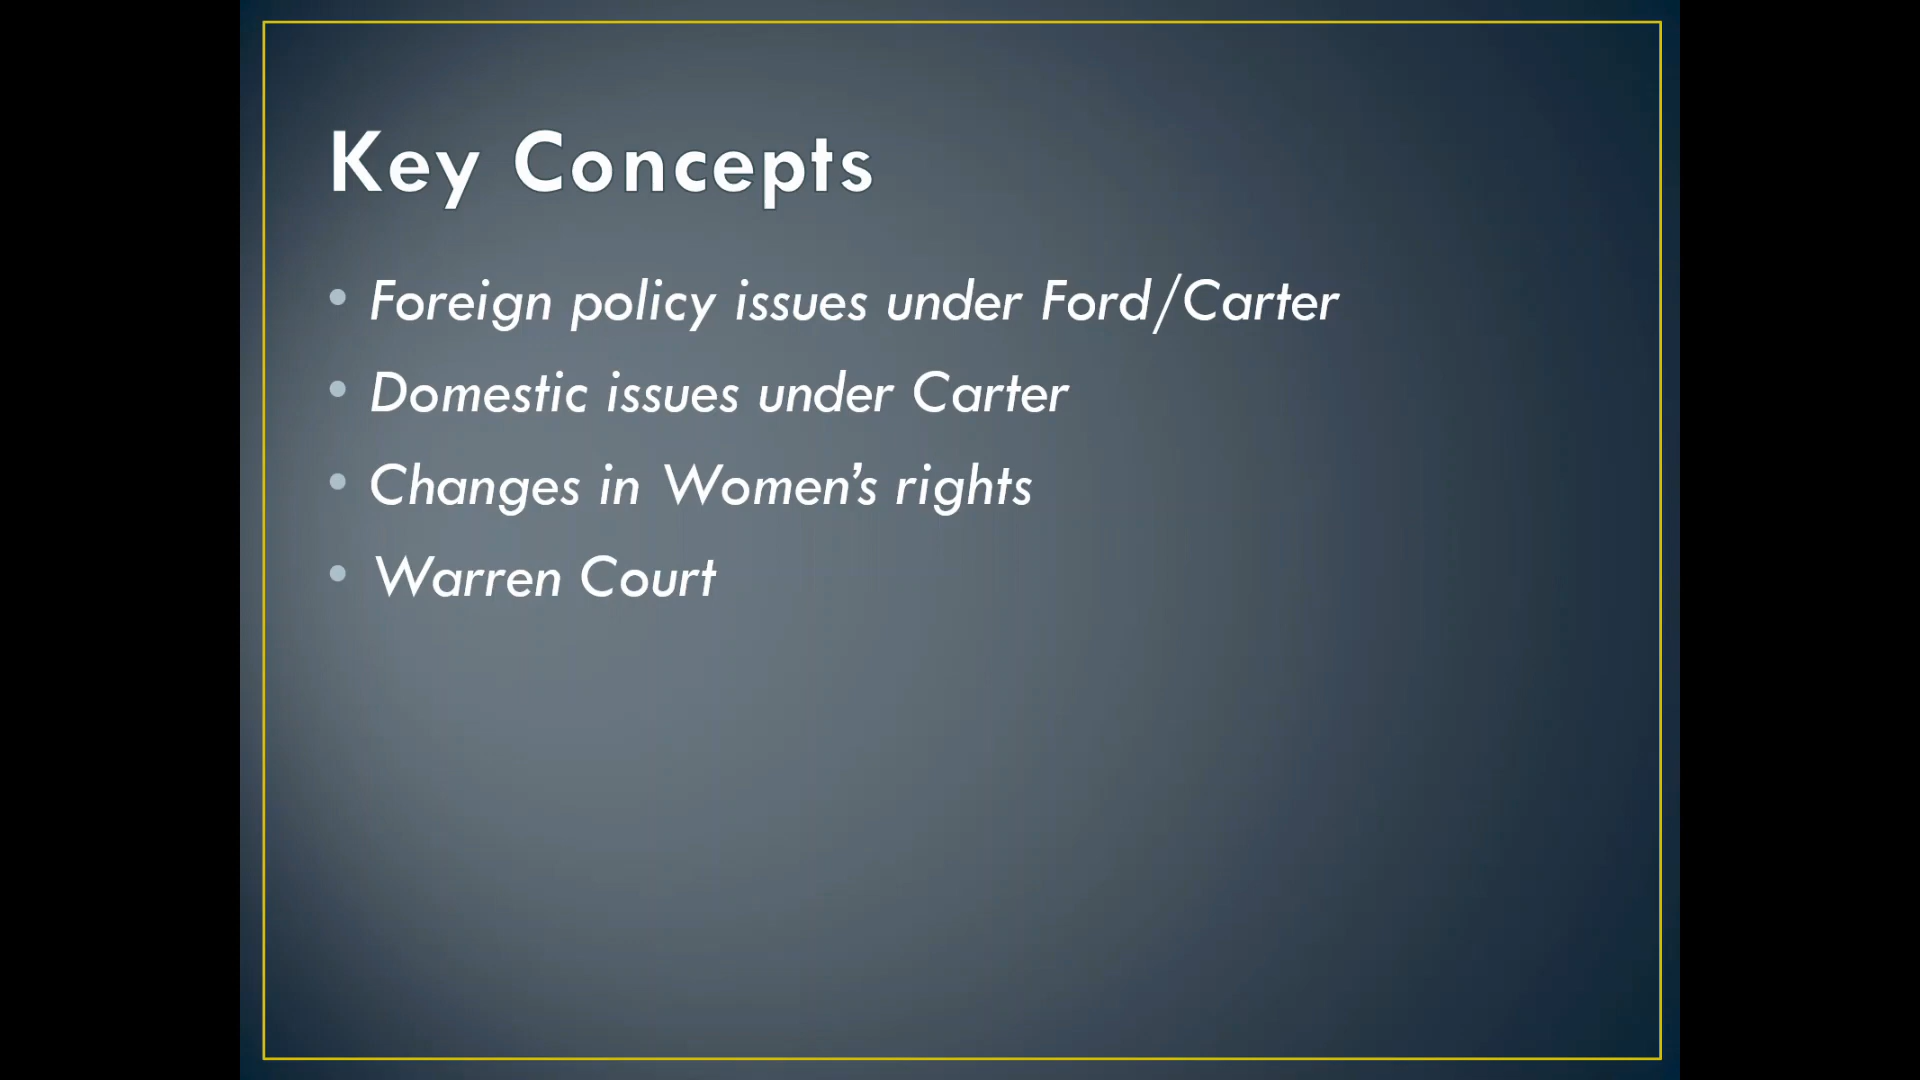 Key Concepts
• Foreign policy issues under Ford/Carter
• Domestic issues under Carter
• Changes in Women’s rights
• Warren Court